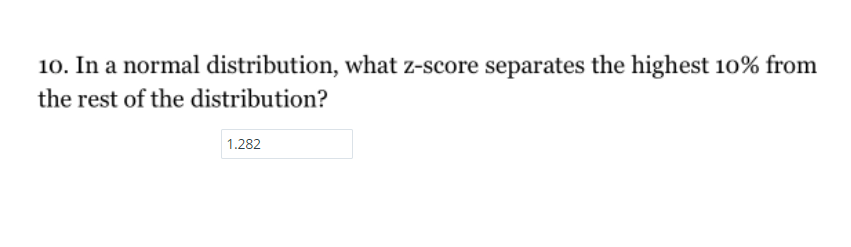 10. In a normal distribution, what z-score separates the highest 10% from
the rest of the distribution?
1.282